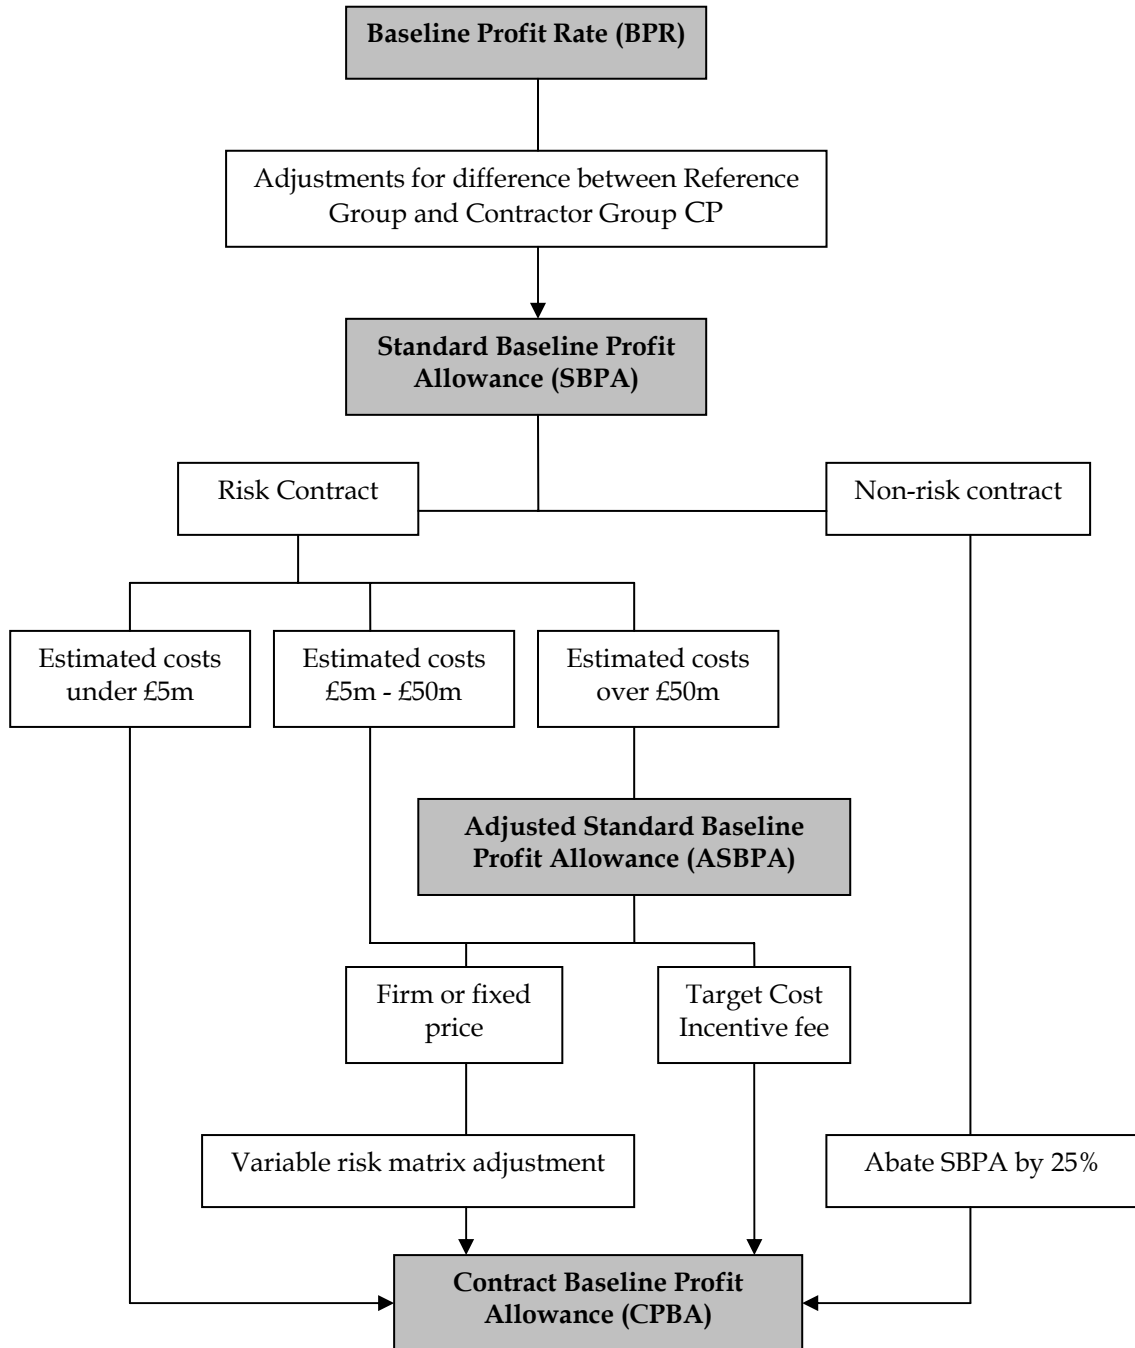 Baseline Profit Rate (BPR)
Adjustments for difference between Reference
Group and Contractor Group CP
Standard Baseline Profit
Allowance (SBPA)
Risk Contract
Non-risk contract
Estimated costs
under £5m
Estimated costs
£5m - £50m
Estimated costs
over £50m
Adjusted Standard Baseline
Profit Allowance (ASBPA)
Firm or fixed
price
Target Cost
Incentive fee
Variable risk matrix adjustment
Abate SBPA by 25%
Contract Baseline Profit
Allowance (CPBA)